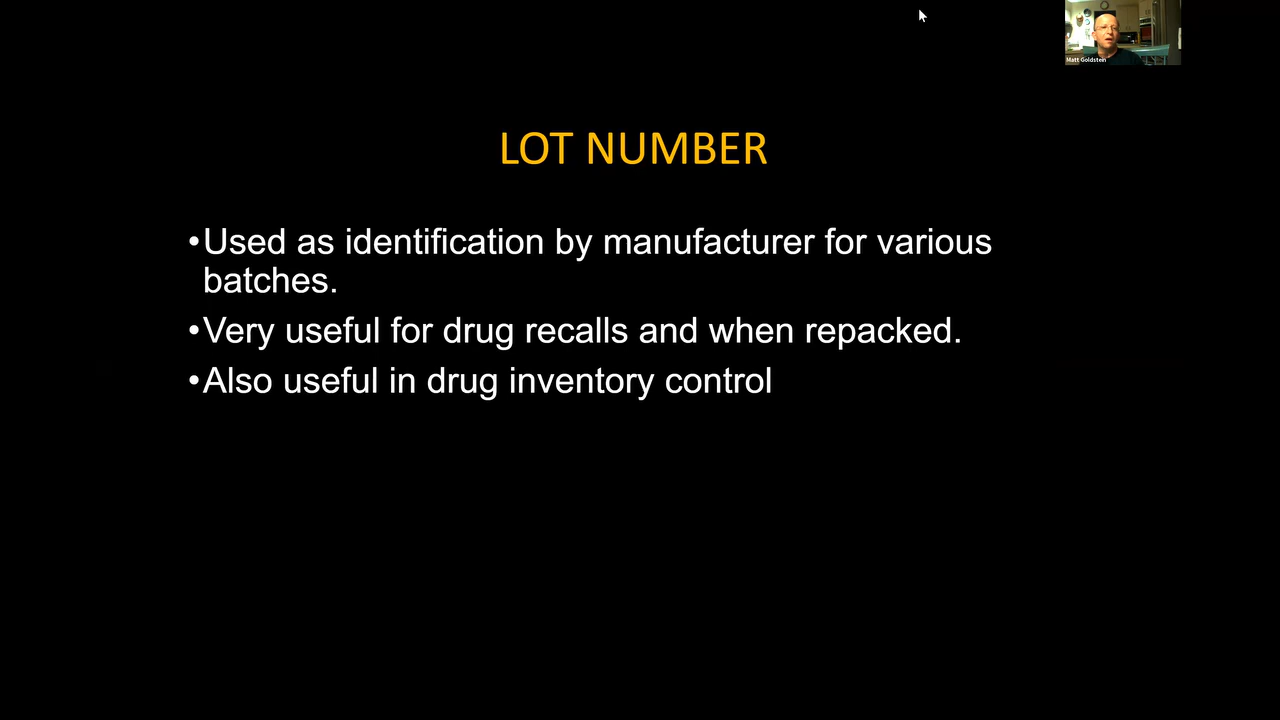 Matt Goldstein
LOT NUMBER
•Used as identification by manufacturer for various
batches.
•Very useful for drug recalls and when repacked.
•Also useful in drug inventory control